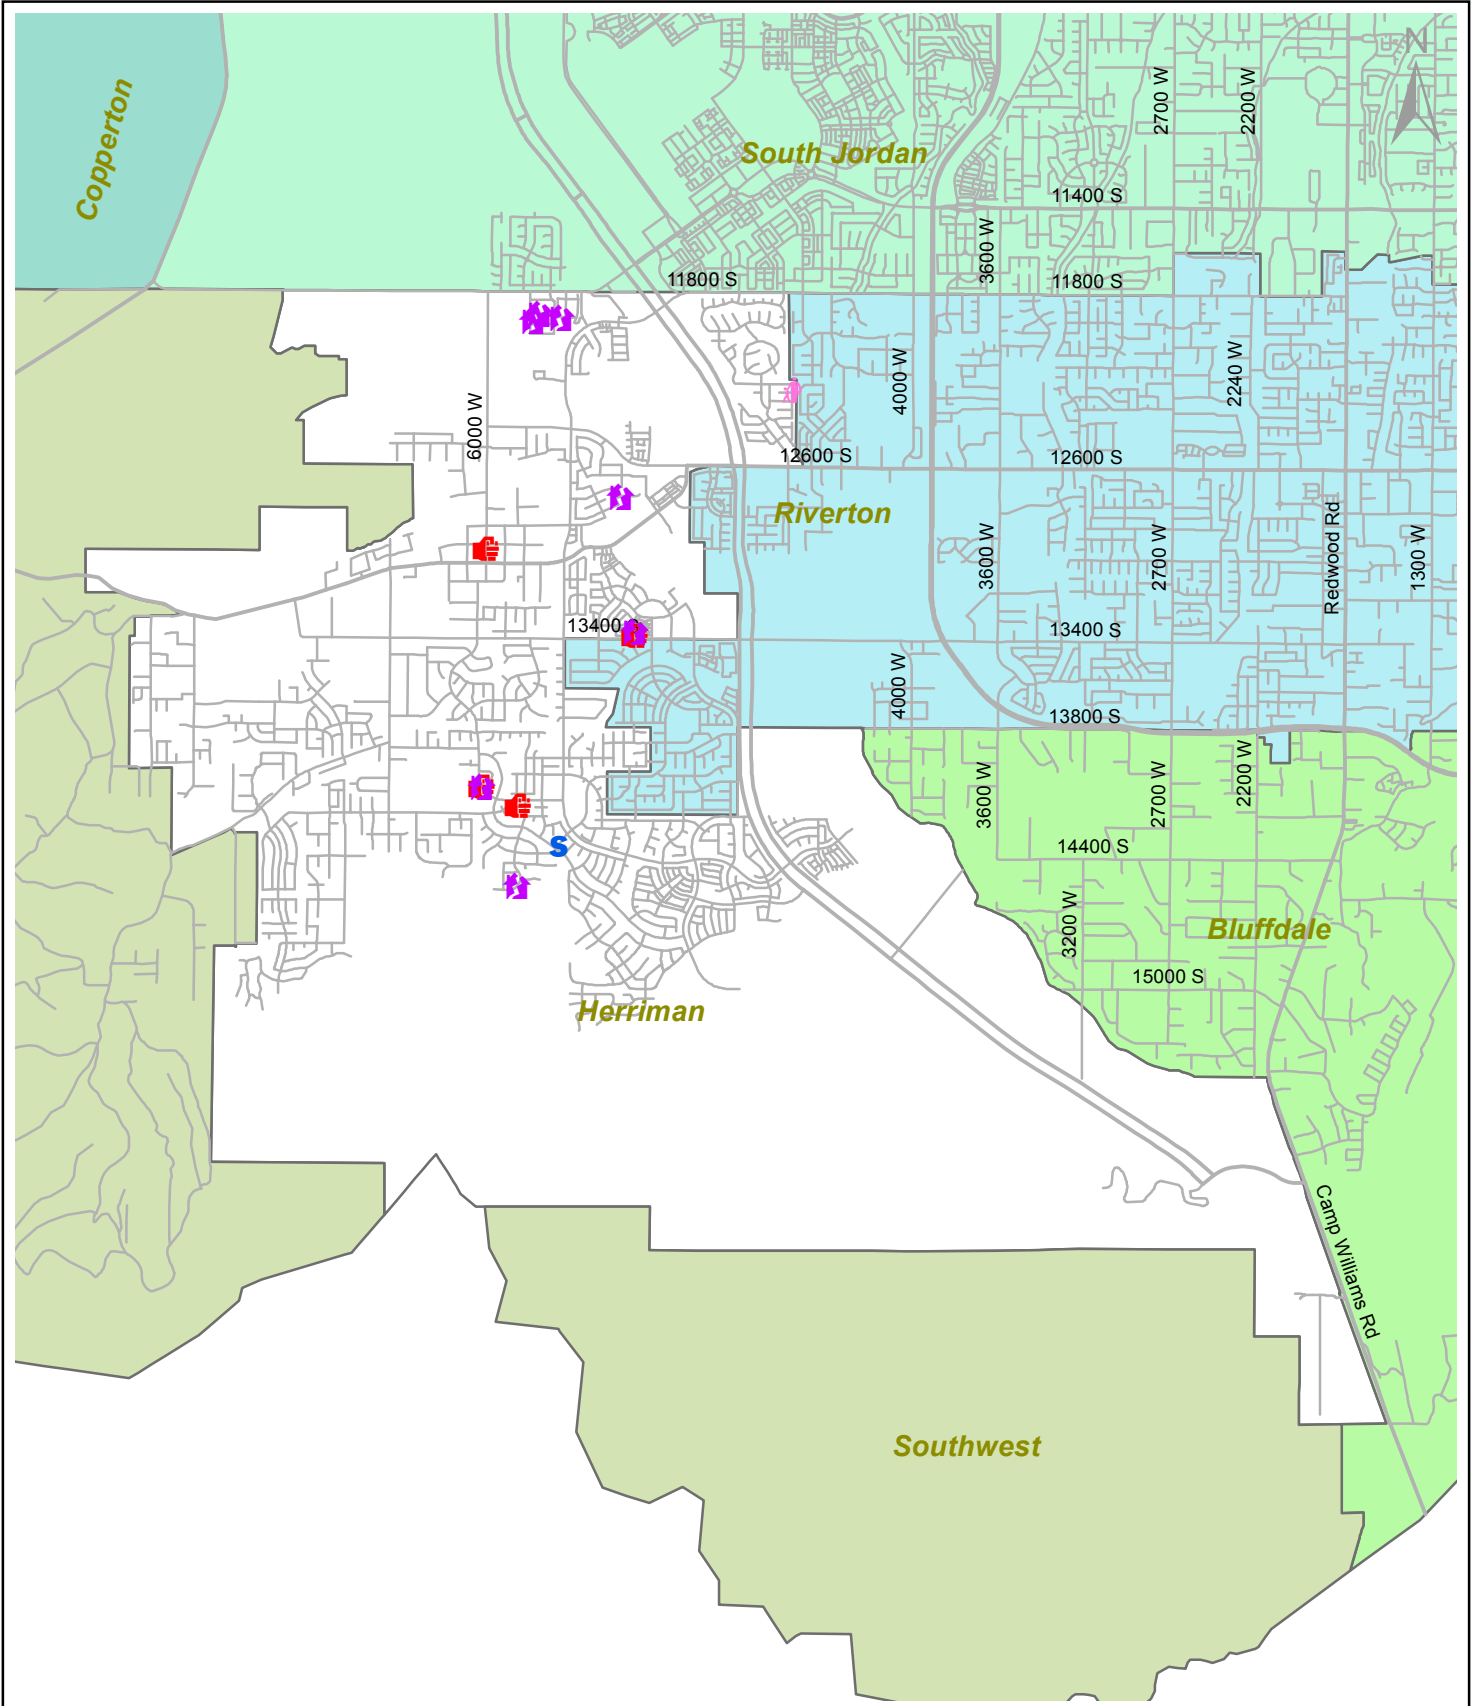 N
Copperton
2700 W
2200 W
South Jordan
11400 S
3600 W
11800 S
11800 S
4000 W
2240 W
6000 W
12600 S
12600 S
Riverton
Redwood Rd
3600 W
2700 W
1300 W
13400 S
13400 S
4000 W
13800 S
3600 W
2700 W
2200 W
S
14400 S
3200 W
Bluffdale
15000 S
Herriman
Camp Williams Rd
Southwest